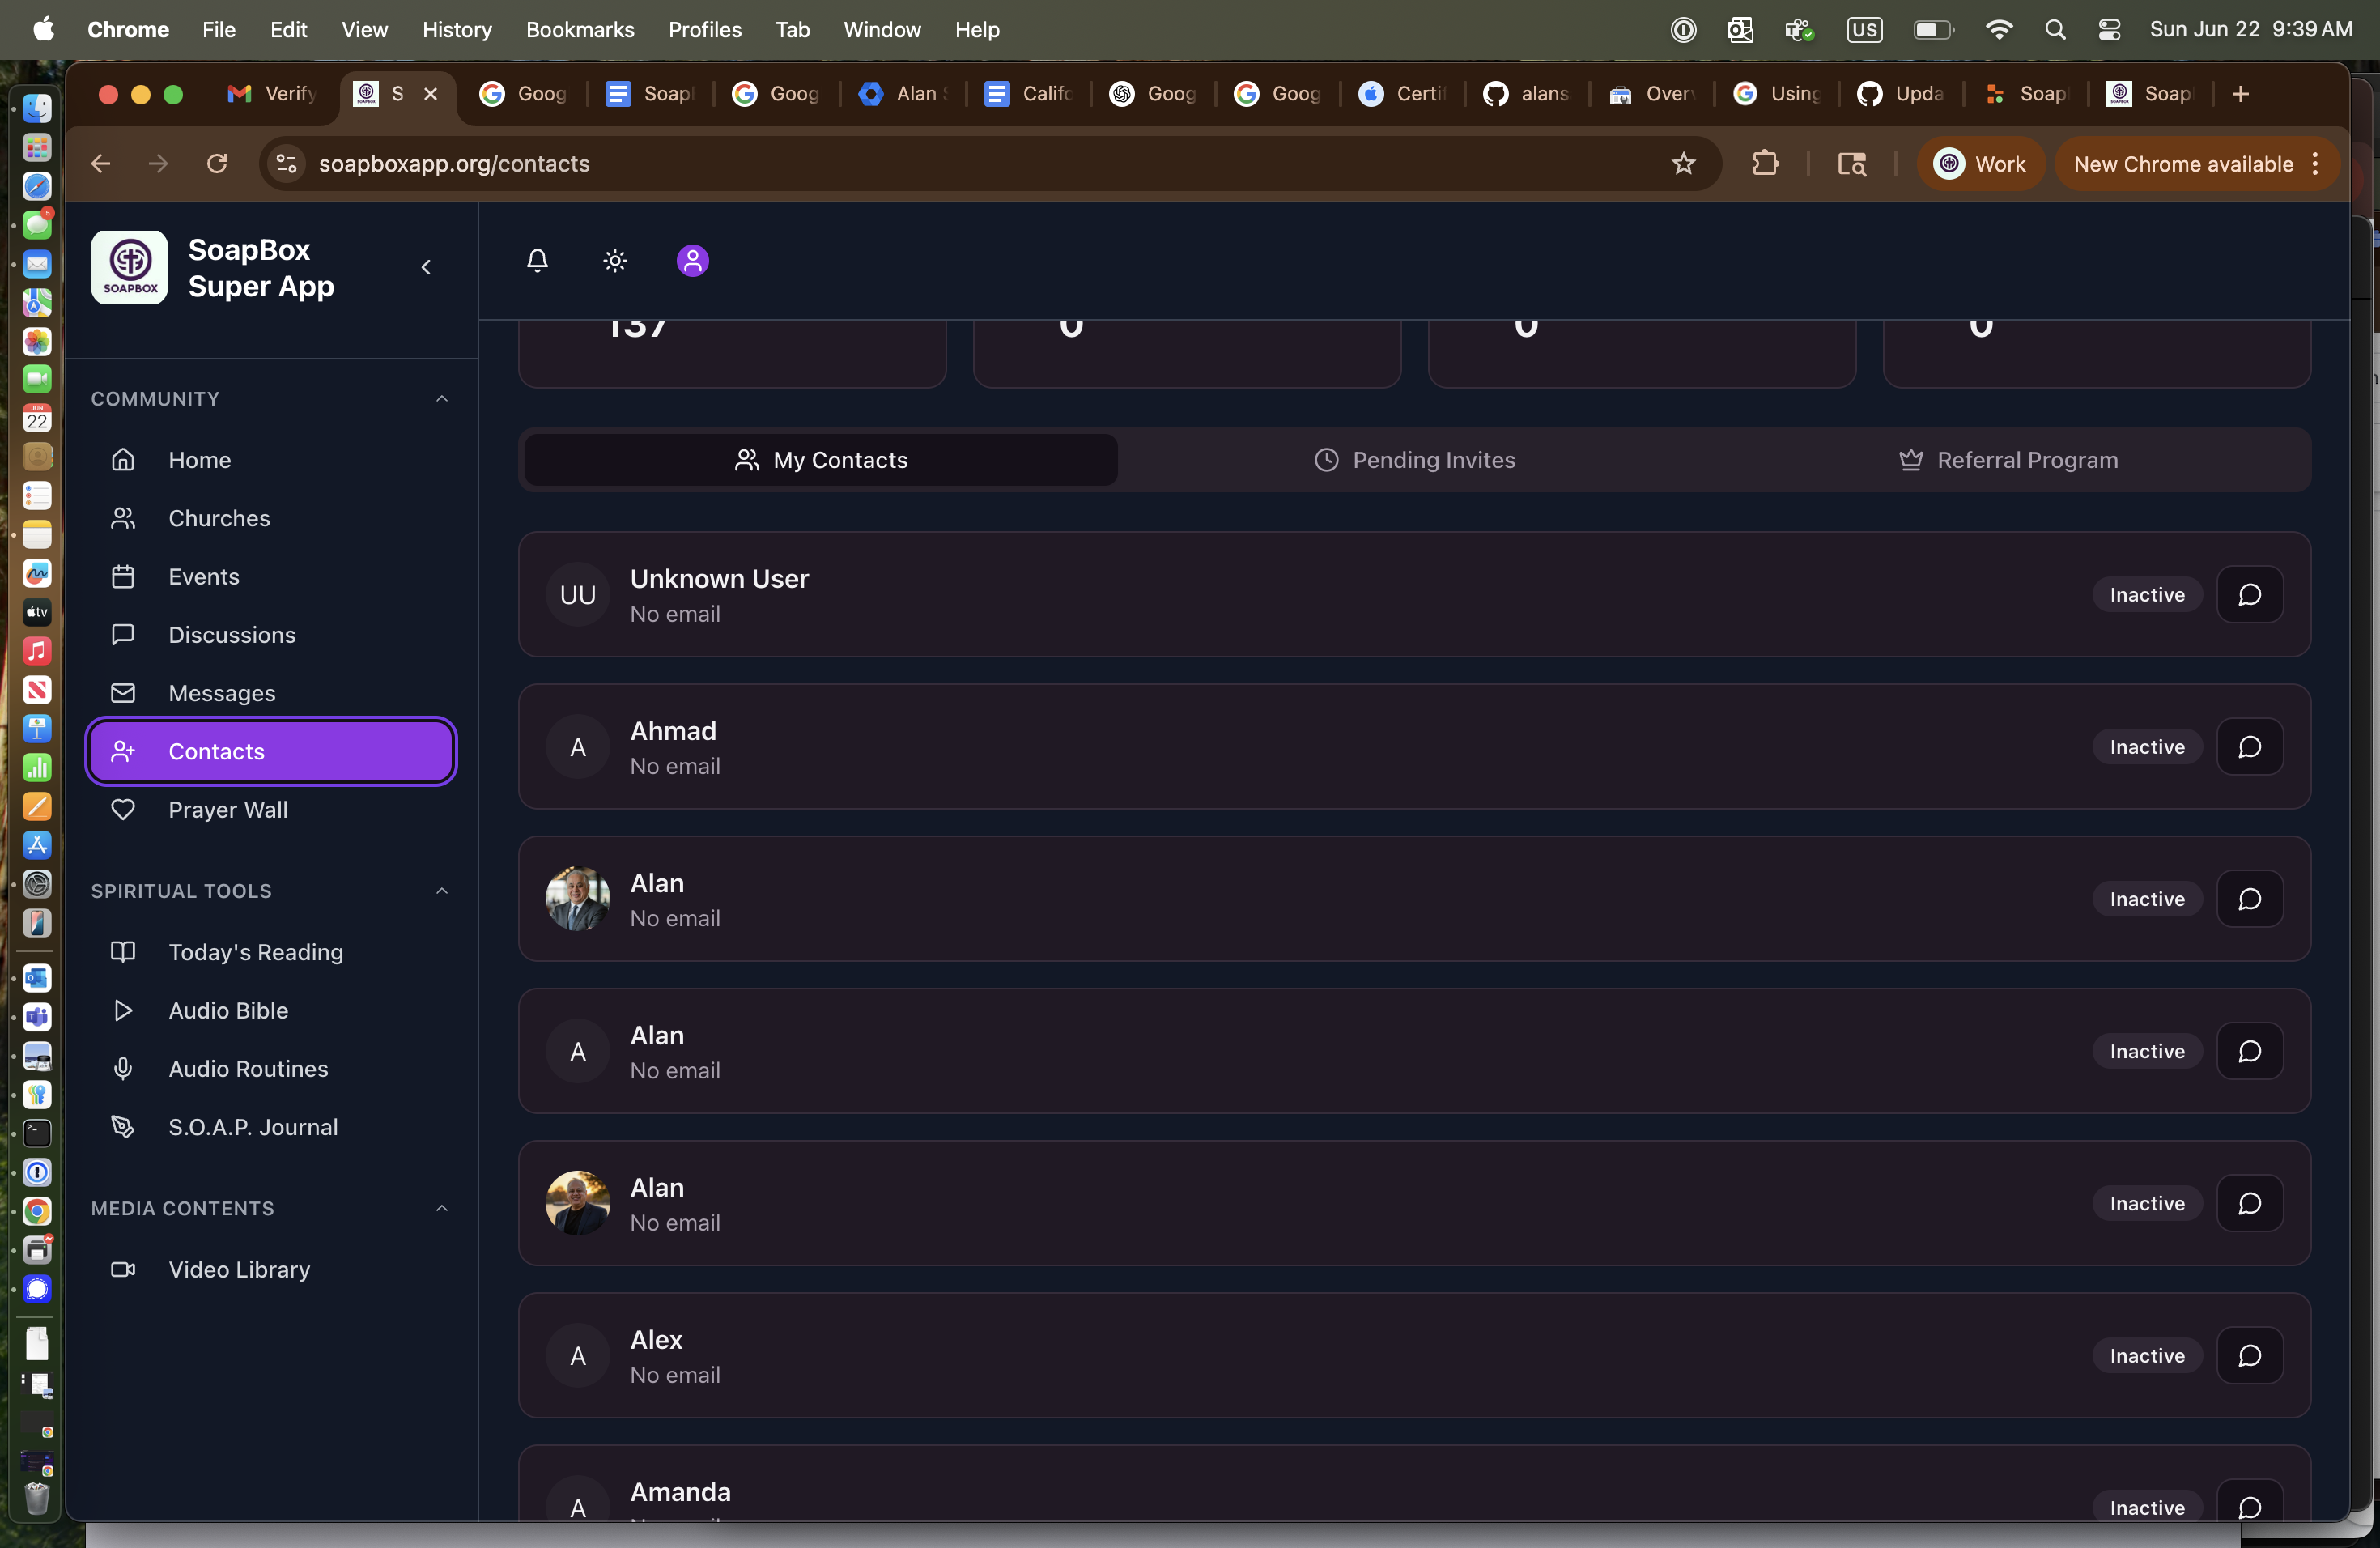 Chrome File Edit View History Bookmarks Profiles Tab Window Help US Sun Jun 22 9:39 AM
Verify S Goog Soap Goog Alan Califo Goog Goog Certif alans Over Using Upda Soap Soap
soapboxapp.org/contacts Work New Chrome available
SOAPBOX
SoapBox
Super App
COMMUNITY
Home
Churches
Events
Discussions
Messages
Contacts
Prayer Wall
SPIRITUAL TOOLS
Today's Reading
Audio Bible
Audio Routines
S.O.A.P. Journal
MEDIA CONTENTS
Video Library
137 0 0 0
My Contacts Pending Invites Referral Program
UU Unknown User
No email
Inactive
A Ahmad
No email
Inactive
Alan
No email
Inactive
A Alan
No email
Inactive
Alan
No email
Inactive
A Alex
No email
Inactive
A Amanda
Inactive
JUN
22
5
tv